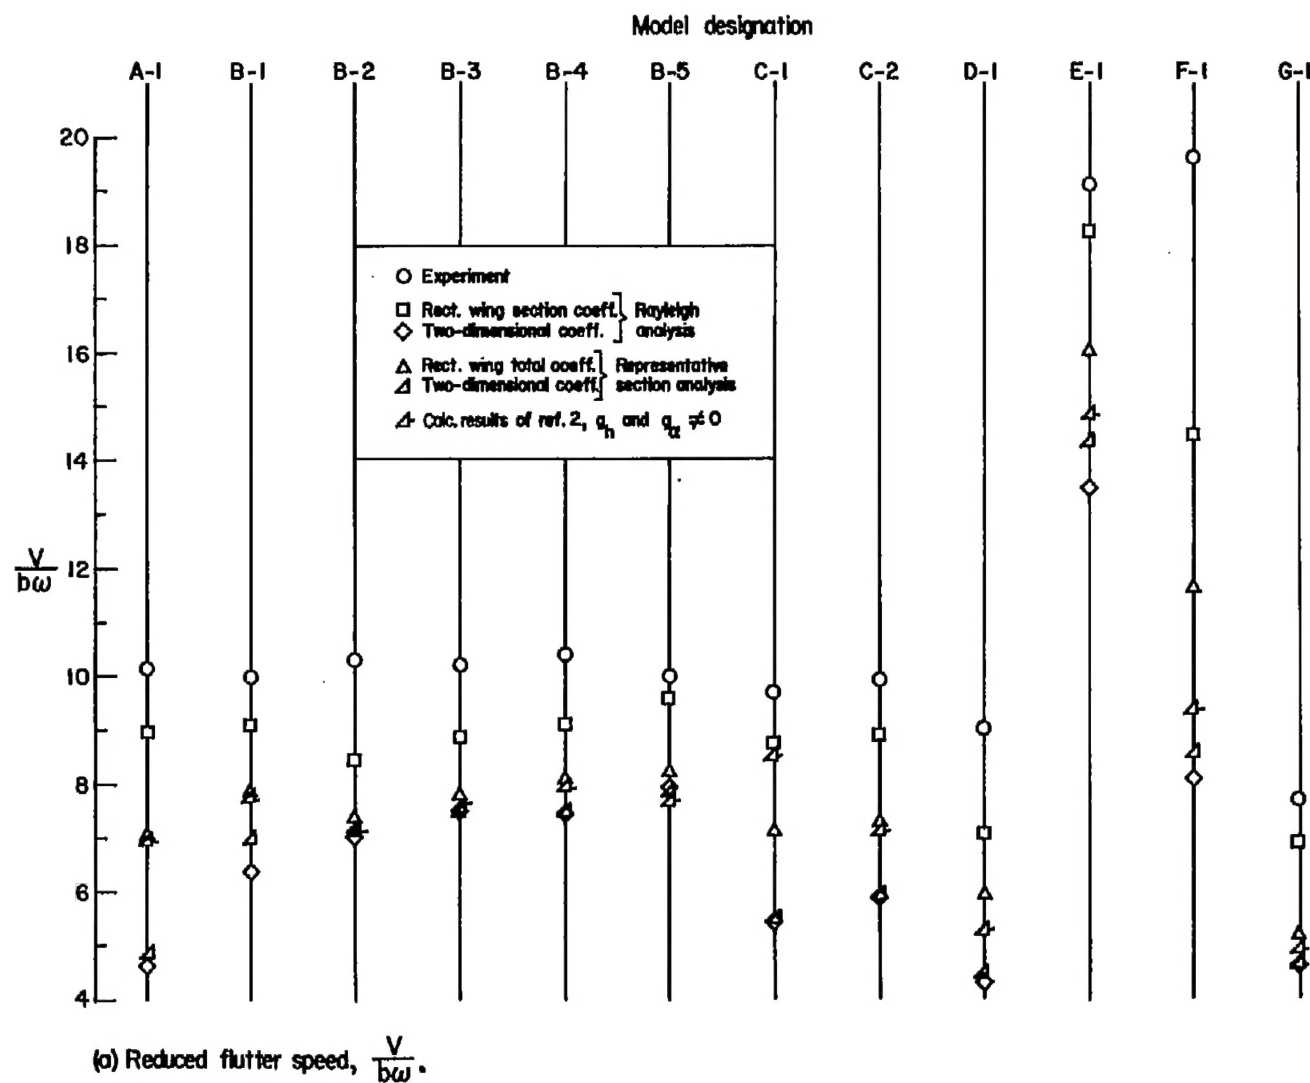 Model designation
A-1 B-1 B-2 B-3 B-4 B-5 C-1 C-2 D-1 E-1 F-1 G-1
20
18
Experiment
Rect. wing section coeff. } Rayleigh
Two-dimensional coeff. } analysis
16
Rect. wing total coeff. } Representative
Two-dimensional coeff. } section analysis
Calc. results of ref. 2, g_h and g_α ≠ 0
14
V/bω 12
10
8
6
4
(a) Reduced flutter speed, V/bω.